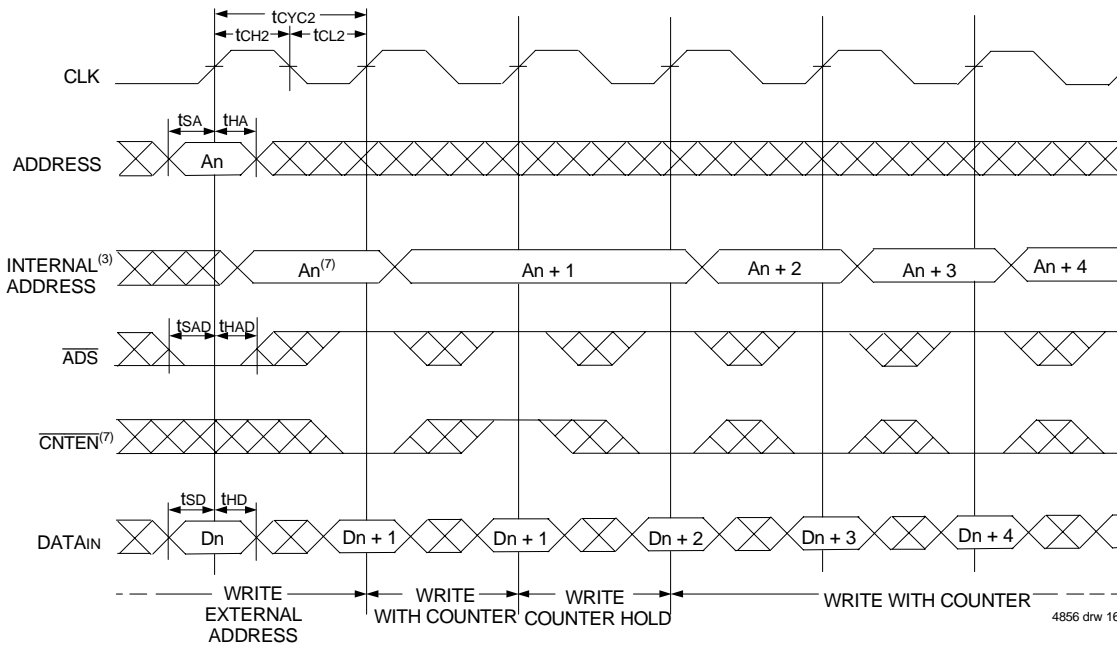 tCYC2
tCH2 tCL2
CLK
tSA tHA
ADDRESS An
INTERNAL(3)
ADDRESS
An(7) An + 1 An + 2 An + 3 An + 4
tSAD tHAD
ADS
CNTEN(7)
tSD tHD
DATAIN Dn Dn + 1 Dn + 1 Dn + 2 Dn + 3 Dn + 4
WRITE
EXTERNAL
ADDRESS
WRITE
WITH COUNTER
WRITE
COUNTER HOLD
WRITE WITH COUNTER
4856 drw 16